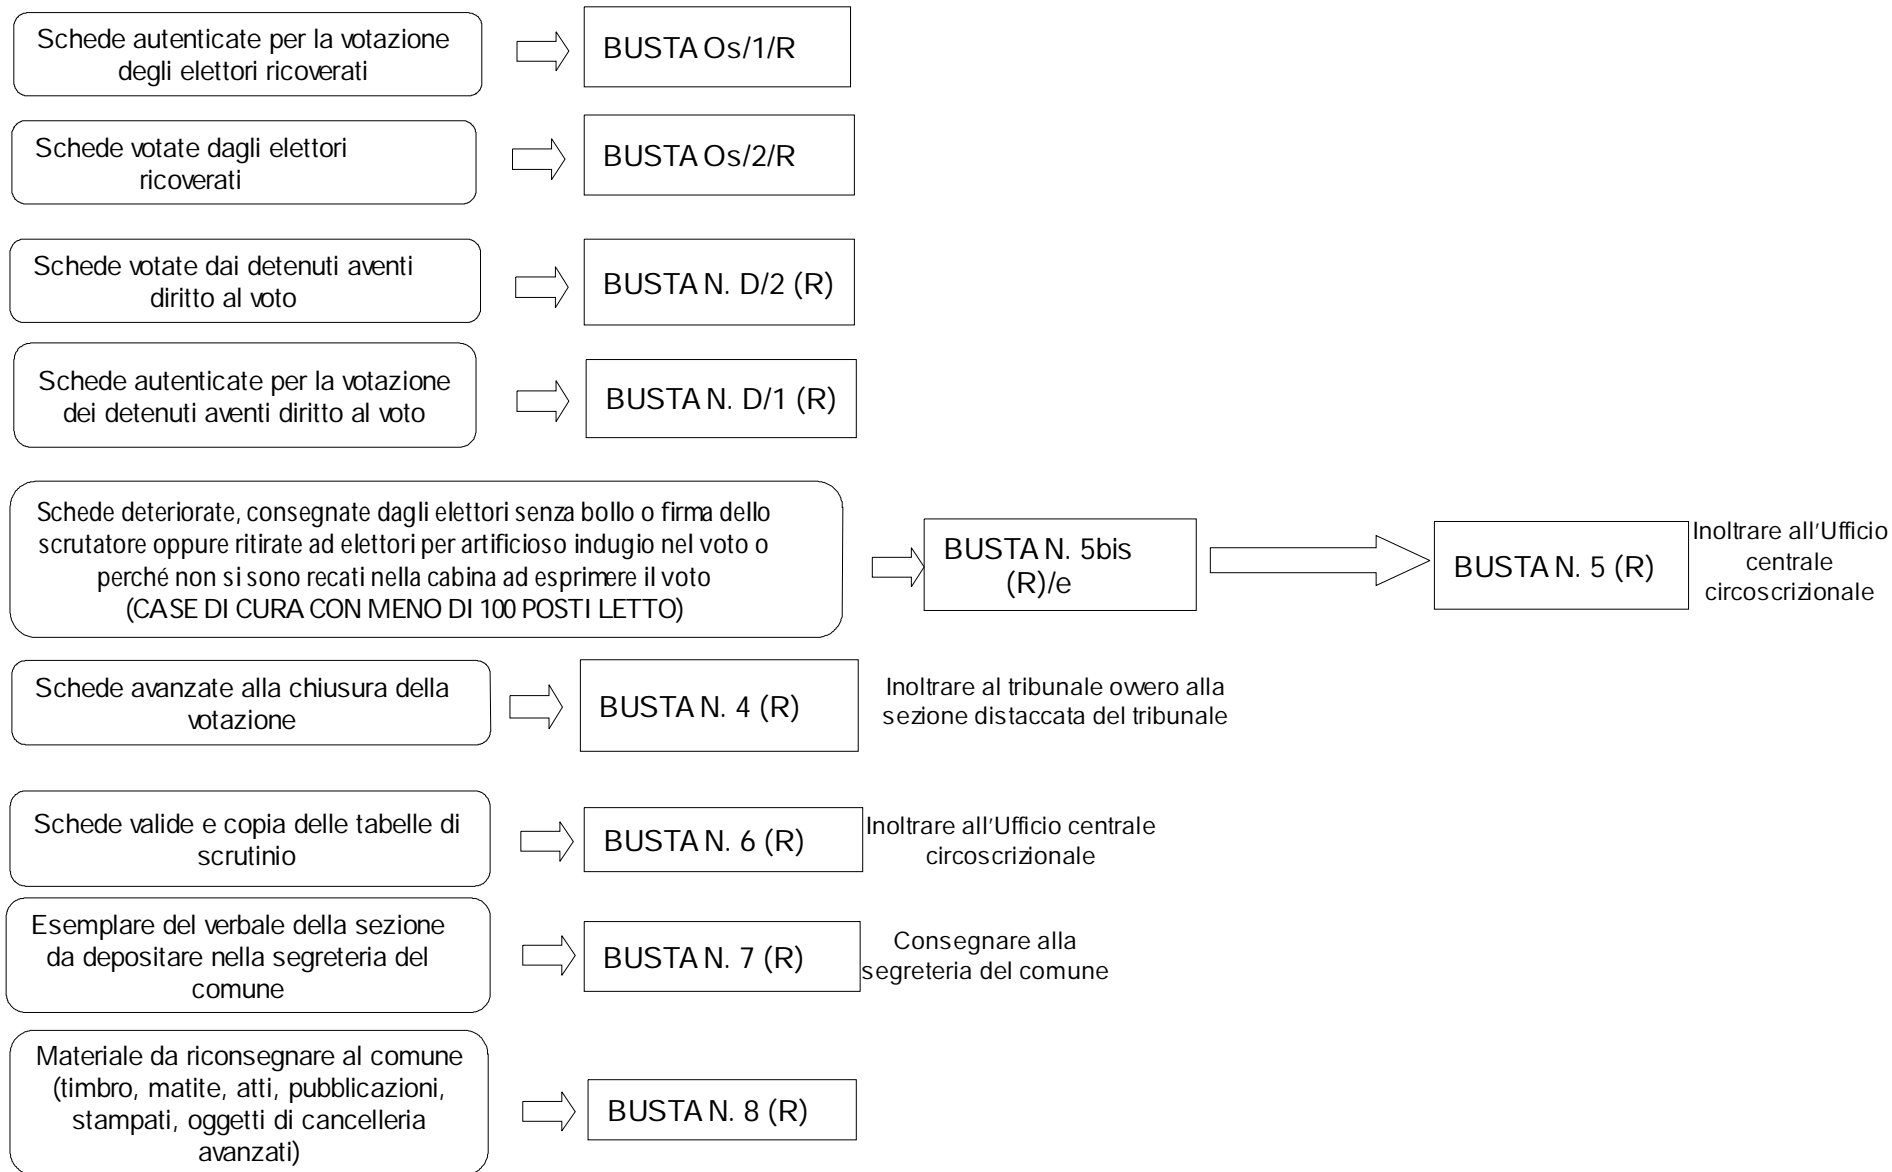 Schede autenticate per la votazione
degli elettori ricoverati
BUSTA Os/1/R
Schede votate dagli elettori
ricoverati
BUSTA Os/2/R
Schede votate dai detenuti aventi
diritto al voto
BUSTA N. D/2 (R)
Schede autenticate per la votazione
dei detenuti aventi diritto al voto
BUSTA N. D/1 (R)
Schede deteriorate, consegnate dagli elettori senza bollo o firma dello
scrutatore oppure ritirate ad elettori per artificioso indugio nel voto o
perché non si sono recati nella cabina ad esprimere il voto
(CASE DI CURA CON MENO DI 100 POSTI LETTO)
BUSTA N. 5bis
(R)/e
BUSTA N. 5 (R)
Inoltrare all'Ufficio
centrale
circoscrizionale
Schede avanzate alla chiusura della
votazione
BUSTA N. 4 (R)
Inoltrare al tribunale ovvero alla
sezione distaccata del tribunale
Schede valide e copia delle tabelle di
scrutinio
BUSTA N. 6 (R)
Inoltrare all'Ufficio centrale
circoscrizionale
Esemplare del verbale della sezione
da depositare nella segreteria del
comune
BUSTA N. 7 (R)
Consegnare alla
segreteria del comune
Materiale da riconsegnare al comune
(timbro, matite, atti, pubblicazioni,
stampati, oggetti di cancelleria
avanzati)
BUSTA N. 8 (R)